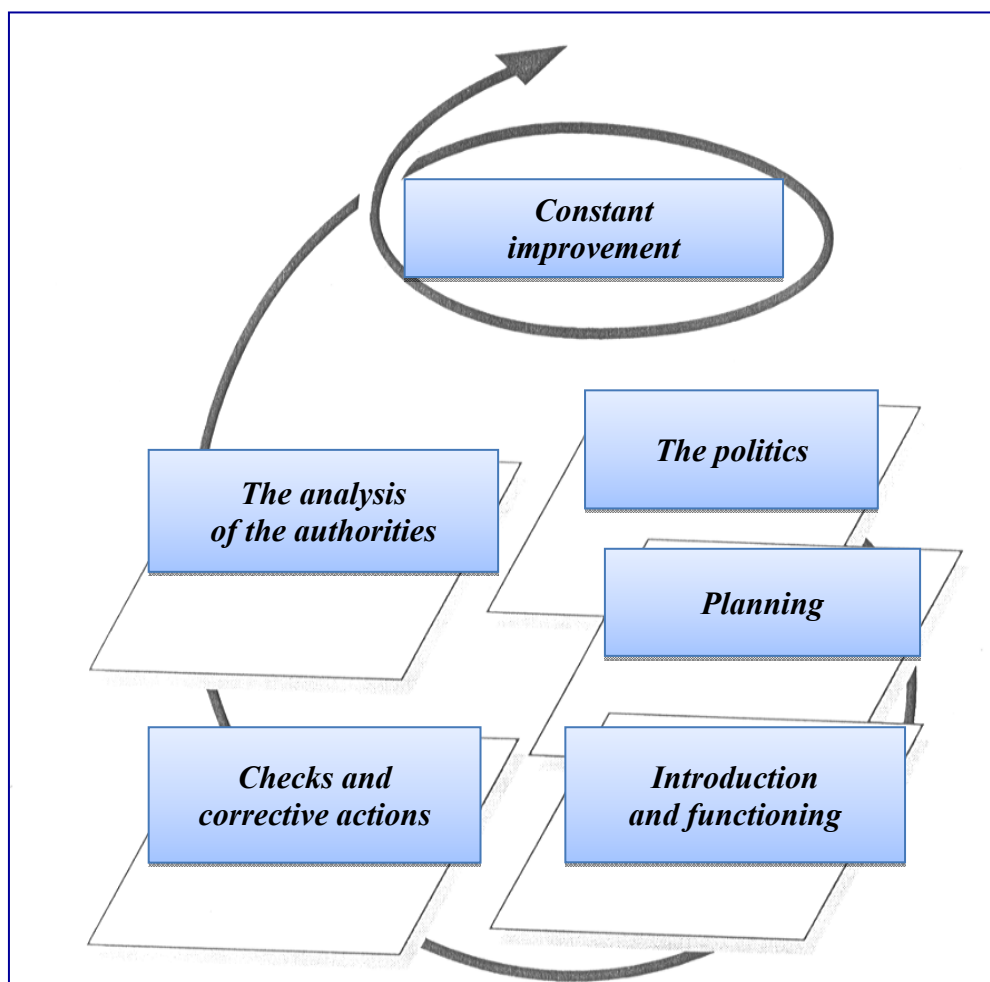 Constant
improvement
The politics
The analysis
of the authorities
Planning
Checks and
corrective actions
Introduction
and functioning